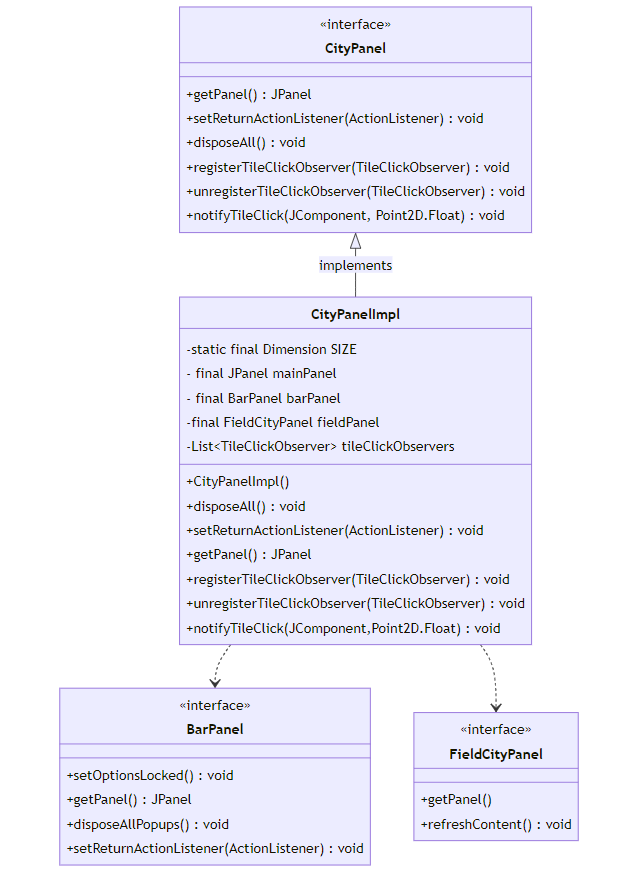 «interface»
CityPanel
+getPanel() : JPanel
+setReturnActionListener(ActionListener) : void
+disposeAll() : void
+registerTileClickObserver(TileClickObserver) : void
+unregisterTileClickObserver(TileClickObserver) : void
+notifyTileClick(JComponent, Point2D.Float) : void
implements
CityPanelImpl
-static final Dimension SIZE
- final JPanel mainPanel
- final BarPanel barPanel
-final FieldCityPanel fieldPanel
-List<TileClickObserver> tileClickObservers
+CityPanelImpl()
+disposeAll() : void
+setReturnActionListener(ActionListener) : void
+getPanel() : JPanel
+registerTileClickObserver(TileClickObserver) : void
+unregisterTileClickObserver(TileClickObserver) : void
+notifyTileClick(JComponent,Point2D.Float) : void
«interface»
BarPanel
+setOptionsLocked() : void
+getPanel() : JPanel
+disposeAllPopups() : void
+setReturnActionListener(ActionListener) : void
«interface»
FieldCityPanel
+getPanel()
+refreshContent() : void